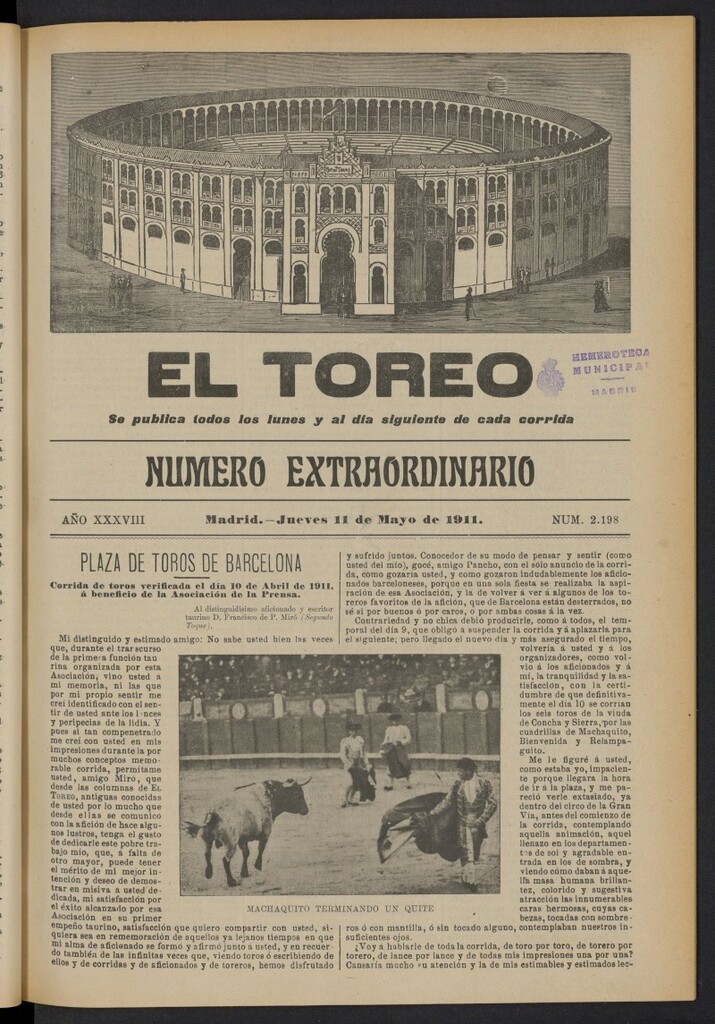 EL TOREO
HEMEROTECA
MUNICIPAL
MADRID
Se publica todos los lunes y al día siguiente de cada corrida
NUMERO EXTRAORDINARIO
AÑO XXXVIII
Madrid.—Jueves 11 de Mayo de 1911.
NUM. 2.198
PLAZA DE TOROS DE BARCELONA
Corrida de toros verificada el día 10 de Abril de 1911,
á beneficio de la Asociación de la Prensa.
Al distinguidísimo aficionado y escritor
taurino D. Francisco de P. Miró (Segundo
Toque).
Mi distinguido y estimado amigo: No sabe usted bien las veces
que, durante el transcurso
de la primera función tau
rina organizada por esta
Asociación, vino usted á
mi memoria, ni las que
por mi propio sentir me
creí identificado con el sen-
tir de usted ante los lances
y peripecias de la lidia. Y
pues si tan compenetrado
me creí con usted en mis
impresiones durante la por
muchos conceptos memo-
rable corrida, permítame
usted, amigo Miró, que
desde las columnas de EL
TOREO, antiguas conocidas
de usted por lo mucho que
desde ellas se comunicó
con la afición de hace algu-
nos lustros, tenga el gusto
de dedicarle este pobre tra-
bajo mío, que, á falta de
otro mayor, puede tener
el mérito de mi mejor in-
tención y deseo de demos-
trar en misiva á usted de-
dicada, mi satisfacción por
el éxito alcanzado por esa
Asociación en su primer
empeño taurino, satisfacción que quiero compartir con usted, si-
quiera sea en rememoración de aquellos ya lejanos tiempos en que
mi alma de aficionado se formó y afirmó junto á usted, y en recuer-
do también de las infinitas veces que, viendo toros ó escribiendo de
ellos y de corridas y de aficionados y de toreros, hemos disfrutado
MACHAQUITO TERMINANDO UN QUITE
y sufrido juntos. Conocedor de su modo de pensar y sentir (como
usted del mío), gocé, amigo Pancho, con el sólo anuncio de la corri-
da, como gozaría usted, y como gozaron indudablemente los aficio-
nados barceloneses, porque en una sola fiesta se realizaba la aspi-
ración de esa Asociación, y la de volver á ver á algunos de los to-
reros favoritos de la afición, que de Barcelona están desterrados, no
sé si por buenos ó por caros, o por ambas cosas á la vez.
Contrariedad y no chica debió producirle, como á todos, el tem-
poral del día 9, que obligó a suspender la corrida y á aplazarla para
el siguiente; pero llegado el nuevo día y más asegurado el tiempo,
volvería á usted y á los
organizadores, como vol-
vió á los aficionados y á
mí, la tranquilidad y la sa-
tisfacción, con la certi-
dumbre de que definitiva-
mente el día 10 se corrían
los seis toros de la viuda
de Concha y Sierra, por las
cuadrillas de Machaquito,
Bienvenida y Relampa-
guito.
Me le figuré á usted,
como estaba yo, impacien-
te porque llegara la hora
de ir á la plaza, y me pa-
reció verle extasiado, ya
dentro del circo de la Gran
Vía, antes del comienzo de
la corrida, contemplando
aquella animación, aquel
llenazo en los departamen-
tos de sol y agradable en-
trada en los de sombra, y
viendo cómo daban á aque-
lla masa humana brillan-
tez, colorido y sugestiva
atracción las innumerables
caras hermosas, cuyas ca-
bezas, tocadas con sombre-
ros ó con mantilla, ó sin tocado alguno, contemplaban nuestros in-
suficientes ojos.
¿Voy á hablarle de toda la corrida, de toro por toro, de torero por
torero, de lance por lance y de todas mis impresiones una por una?
Cansaría mucho su atención y la de mis estimables y estimados lec-